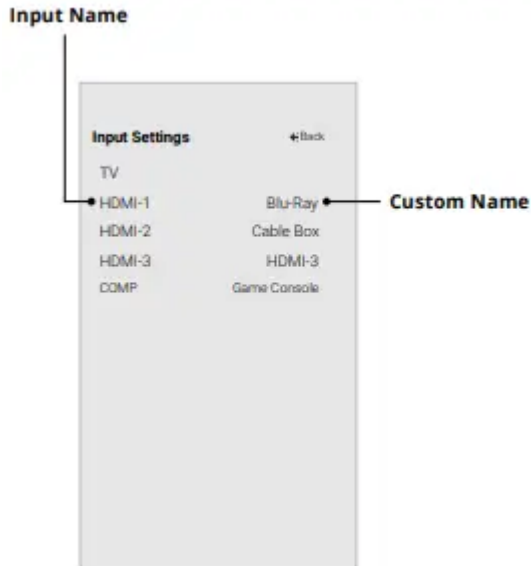 Input Name
Input Settings Back
TV
HDMI-1 Blu-Ray Custom Name
HDMI-2 Cable Box
HDMI-3 HDMI-3
COMP Game Console